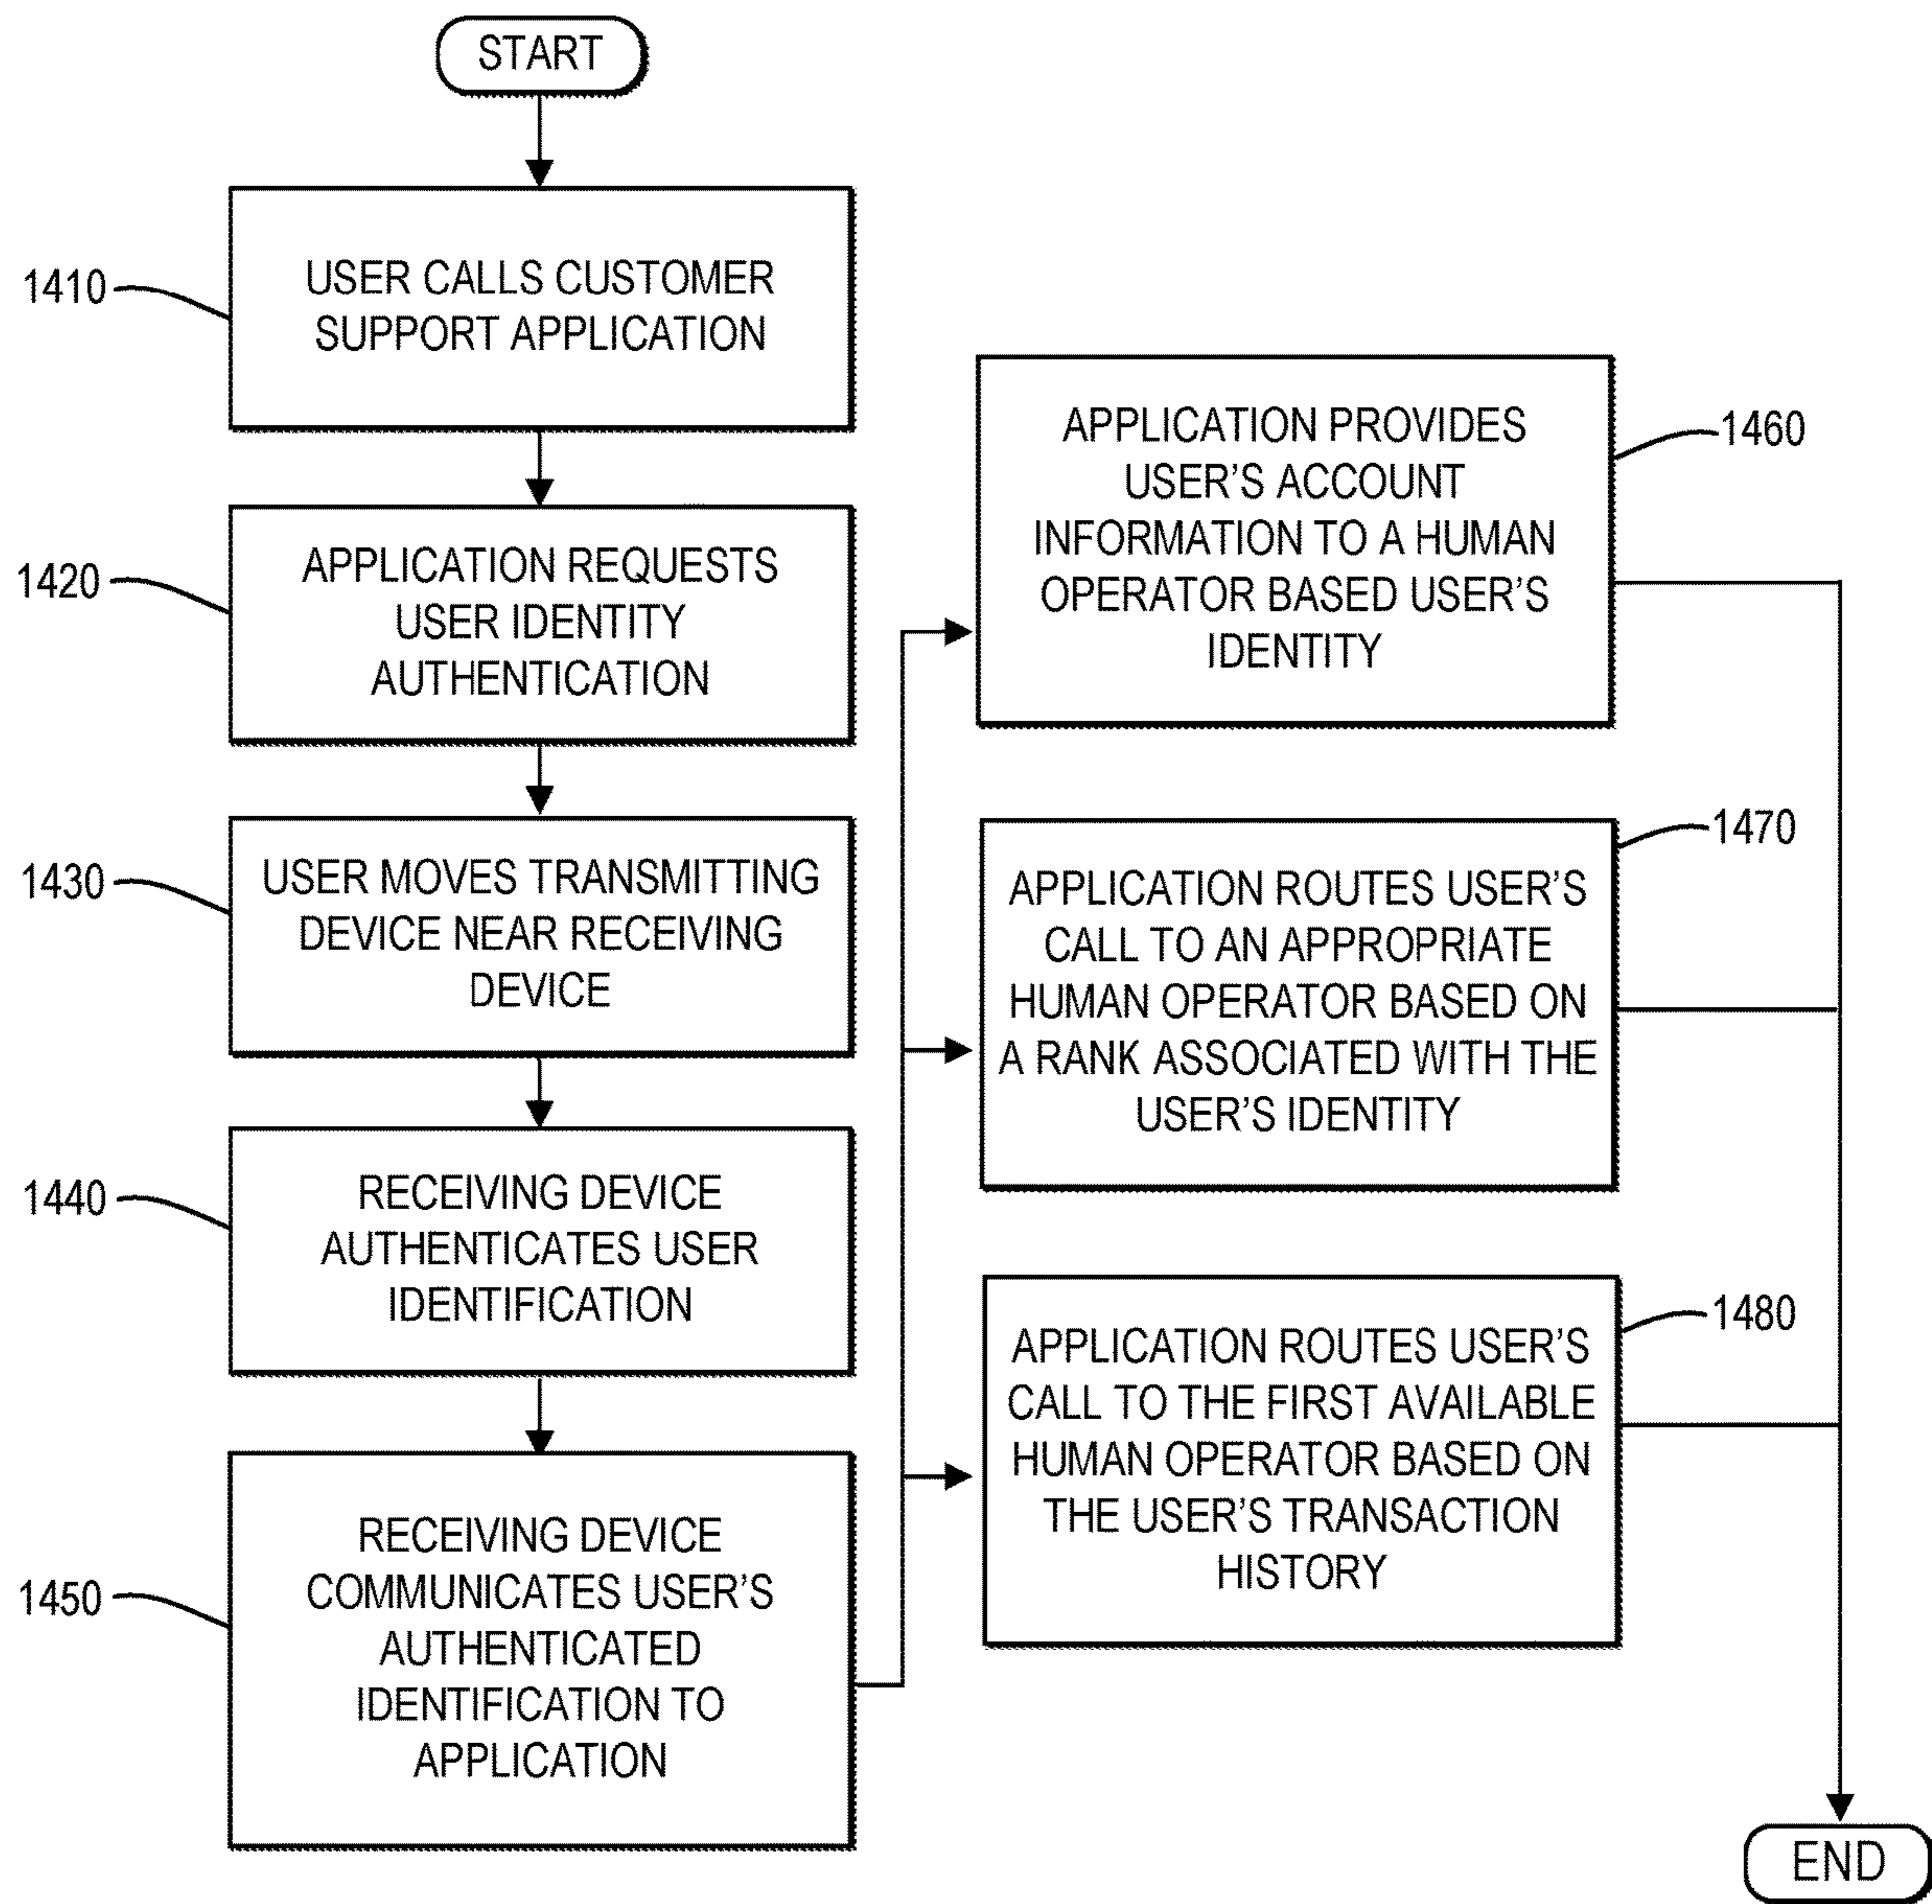 START
1410
USER CALLS CUSTOMER
SUPPORT APPLICATION
1420
APPLICATION REQUESTS
USER IDENTITY
AUTHENTICATION
1430
USER MOVES TRANSMITTING
DEVICE NEAR RECEIVING
DEVICE
1440
RECEIVING DEVICE
AUTHENTICATES USER
IDENTIFICATION
1450
RECEIVING DEVICE
COMMUNICATES USER'S
AUTHENTICATED
IDENTIFICATION TO
APPLICATION
1460
APPLICATION PROVIDES
USER'S ACCOUNT
INFORMATION TO A HUMAN
OPERATOR BASED USER'S
IDENTITY
1470
APPLICATION ROUTES USER'S
CALL TO AN APPROPRIATE
HUMAN OPERATOR BASED ON
A RANK ASSOCIATED WITH THE
USER'S IDENTITY
1480
APPLICATION ROUTES USER'S
CALL TO THE FIRST AVAILABLE
HUMAN OPERATOR BASED ON
THE USER'S TRANSACTION
HISTORY
END